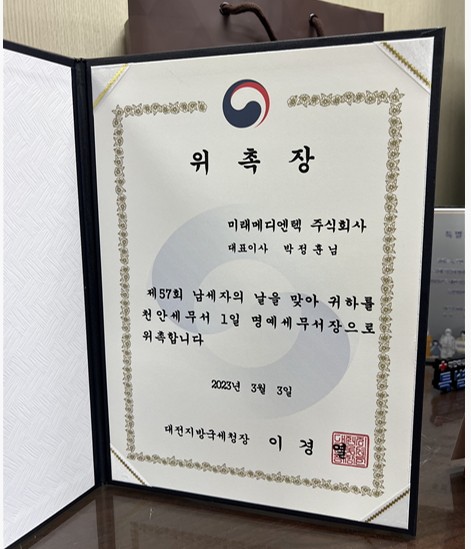 위 촉 장
미래메디엔텍 주식회사
대표이사 박정훈님
제57회 납세자의 날을 맞아 귀하를
천안세무서 1일 명예세무서장으로
위촉합니다
2023년 3월 3일
대전지방국세청장 이 경 열
특별